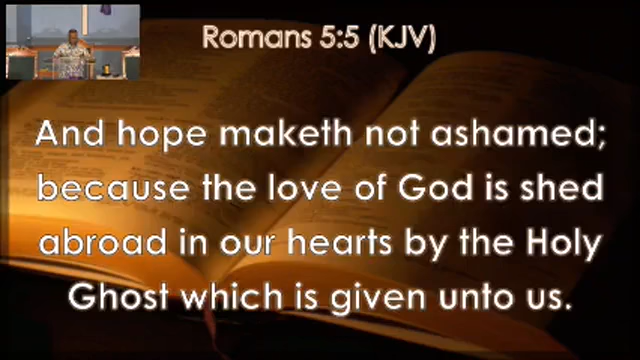 Romans 5:5 (KJV)
And hope maketh not ashamed;
because the love of God is shed
abroad in our hearts by the Holy
Ghost which is given unto us.